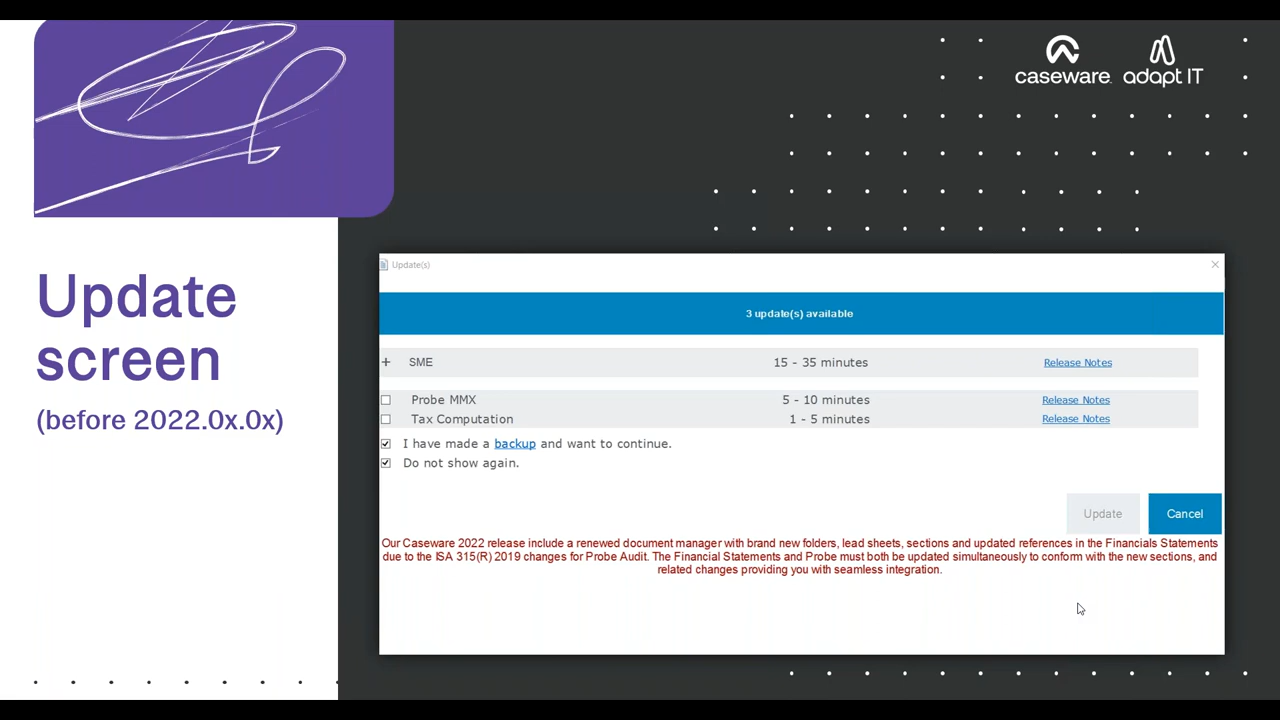 caseware. adapt IT
Update
screen
(before 2022.0x.0x)
Update(s)
3 update(s) available
+ SME 15 - 35 minutes Release Notes
Probe MMX 5 - 10 minutes Release Notes
Tax Computation 1 - 5 minutes Release Notes
I have made a backup and want to continue.
Do not show again.
Update Cancel
Our Caseware 2022 release include a renewed document manager with brand new folders, lead sheets, sections and updated references in the Financials Statements
due to the ISA 315(R) 2019 changes for Probe Audit. The Financial Statements and Probe must both be updated simultaneously to conform with the new sections, and
related changes providing you with seamless integration.